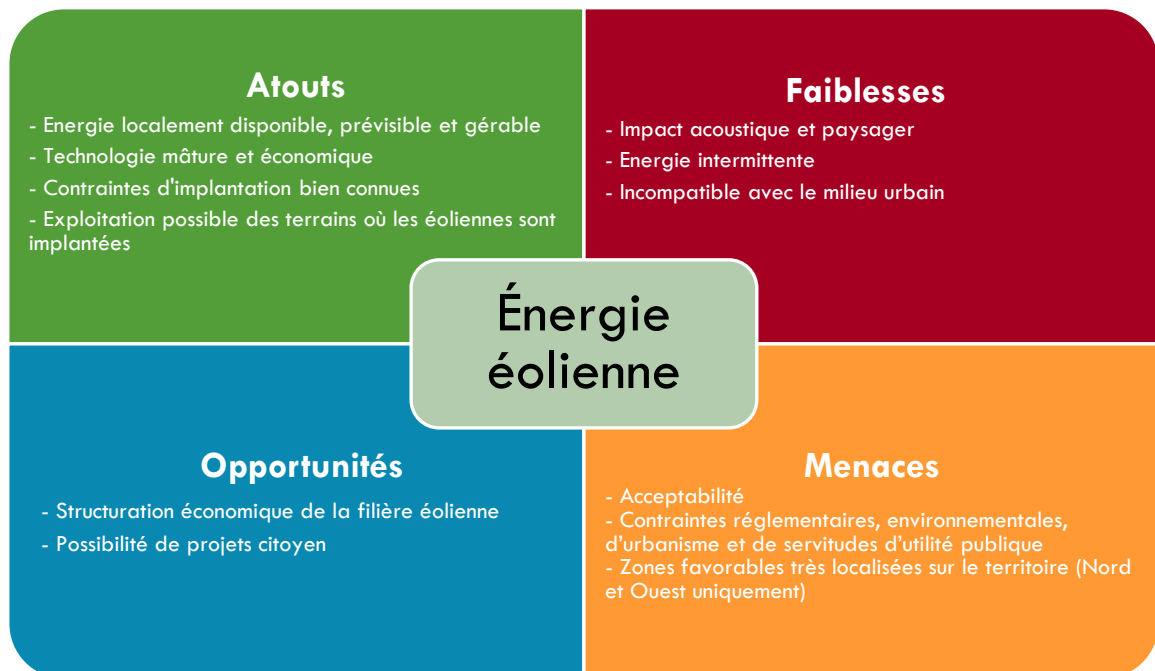 Atouts
- Energie localement disponible, prévisible et gérable
- Technologie mâture et économique
- Contraintes d'implantation bien connues
- Exploitation possible des terrains où les éoliennes sont
implantées
Faiblesses
- Impact acoustique et paysager
- Energie intermittente
- Incompatible avec le milieu urbain
Énergie
éolienne
Opportunités
- Structuration économique de la filière éolienne
- Possibilité de projets citoyen
Menaces
- Acceptabilité
- Contraintes réglementaires, environnementales,
d'urbanisme et de servitudes d'utilité publique
- Zones favorables très localisées sur le territoire (Nord
et Ouest uniquement)